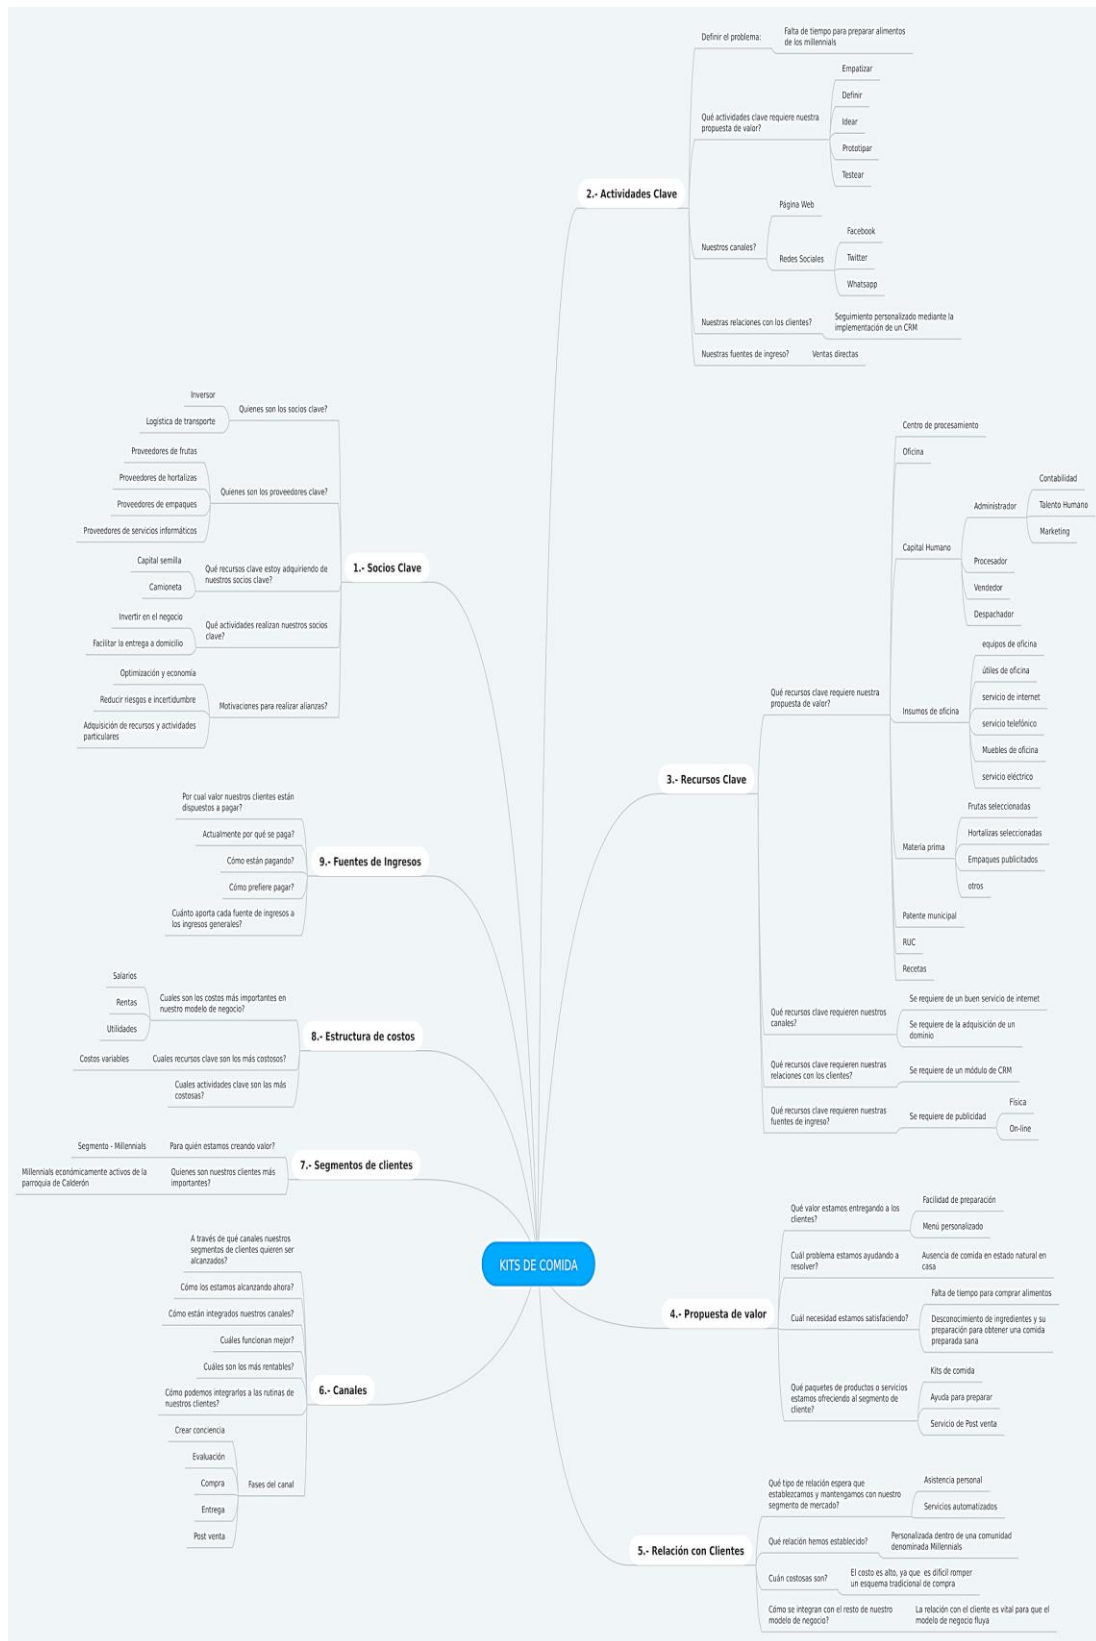 KITS DE COMIDA
1.- Socios Clave
Quienes son los socios clave?
Inversor
Logística de transporte
Quienes son los proveedores clave?
Proveedores de frutas
Proveedores de hortalizas
Proveedores de empaques
Proveedores de servicios informáticos
Qué recursos clave estoy adquiriendo de
nuestros socios clave?
Capital semilla
Camioneta
Qué actividades realizan nuestros socios
clave?
Invertir en el negocio
Facilitar la entrega a domicilio
Motivaciones para realizar alianzas?
Optimización y economía
Reducir riesgos e incertidumbre
Adquisición de recursos y actividades
particulares
2.- Actividades Clave
Definir el problema:
Falta de tiempo para preparar alimentos
de los millennials
Qué actividades clave requiere nuestra
propuesta de valor?
Empatizar
Definir
Idear
Prototipar
Testear
Nuestros canales?
Página Web
Redes Sociales
Facebook
Twitter
Whatsapp
Nuestras relaciones con los clientes?
Seguimiento personalizado mediante la
implementación de un CRM
Nuestras fuentes de ingreso?
Ventas directas
3.- Recursos Clave
Qué recursos clave requiere nuestra
propuesta de valor?
Centro de procesamiento
Oficina
Capital Humano
Administrador
Contabilidad
Talento Humano
Marketing
Procesador
Vendedor
Despachador
Insumos de oficina
equipos de oficina
útiles de oficina
servicio de internet
servicio telefónico
Muebles de oficina
servicio eléctrico
Materia prima
Frutas seleccionadas
Hortalizas seleccionadas
Empaques publicitados
otros
Patente municipal
RUC
Recetas
Qué recursos clave requieren nuestros
canales?
Se requiere de un buen servicio de internet
Se requiere de la adquisición de un
dominio
Qué recursos clave requieren nuestras
relaciones con los clientes?
Se requiere de un módulo de CRM
Qué recursos clave requieren nuestras
fuentes de ingreso?
Se requiere de publicidad
Física
On-line
4.- Propuesta de valor
Qué valor estamos entregando a los
clientes?
Facilidad de preparación
Menú personalizado
Cuál problema estamos ayudando a
resolver?
Ausencia de comida en estado natural en
casa
Cuál necesidad estamos satisfaciendo?
Falta de tiempo para comprar alimentos
Desconocimiento de ingredientes y su
preparación para obtener una comida
preparada sana
Qué paquetes de productos o servicios
estamos ofreciendo al segmento de
cliente?
Kits de comida
Ayuda para preparar
Servicio de Post venta
5.- Relación con Clientes
Qué tipo de relación espera que
establezcamos y mantengamos con nuestro
segmento de mercado?
Asistencia personal
Servicios automatizados
Qué relación hemos establecido?
Personalizada dentro de una comunidad
denominada Millennials
Cuán costosas son?
El costo es alto, ya que  es difícil romper
un esquema tradicional de compra
Cómo se integran con el resto de nuestro
modelo de negocio?
La relación con el cliente es vital para que el
modelo de negocio fluya
6.- Canales
A través de qué canales nuestros
segmentos de clientes quieren ser
alcanzados?
Cómo los estamos alcanzando ahora?
Cómo están integrados nuestros canales?
Cuáles funcionan mejor?
Cuáles son los más rentables?
Cómo podemos integrarlos a las rutinas de
nuestros clientes?
Fases del canal
Crear conciencia
Evaluación
Compra
Entrega
Post venta
7.- Segmentos de clientes
Para quién estamos creando valor?
Segmento - Millennials
Quienes son nuestros clientes más
importantes?
Millennials económicamente activos de la
parroquia de Calderón
8.- Estructura de costos
Cuales son los costos más importantes en
nuestro modelo de negocio?
Salarios
Rentas
Utilidades
Cuales recursos clave son los más costosos?
Costos variables
Cuales actividades clave son las más
costosas?
9.- Fuentes de Ingresos
Por cual valor nuestros clientes están
dispuestos a pagar?
Actualmente por qué se paga?
Cómo están pagando?
Cómo prefiere pagar?
Cuánto aporta cada fuente de ingresos a
los ingresos generales?